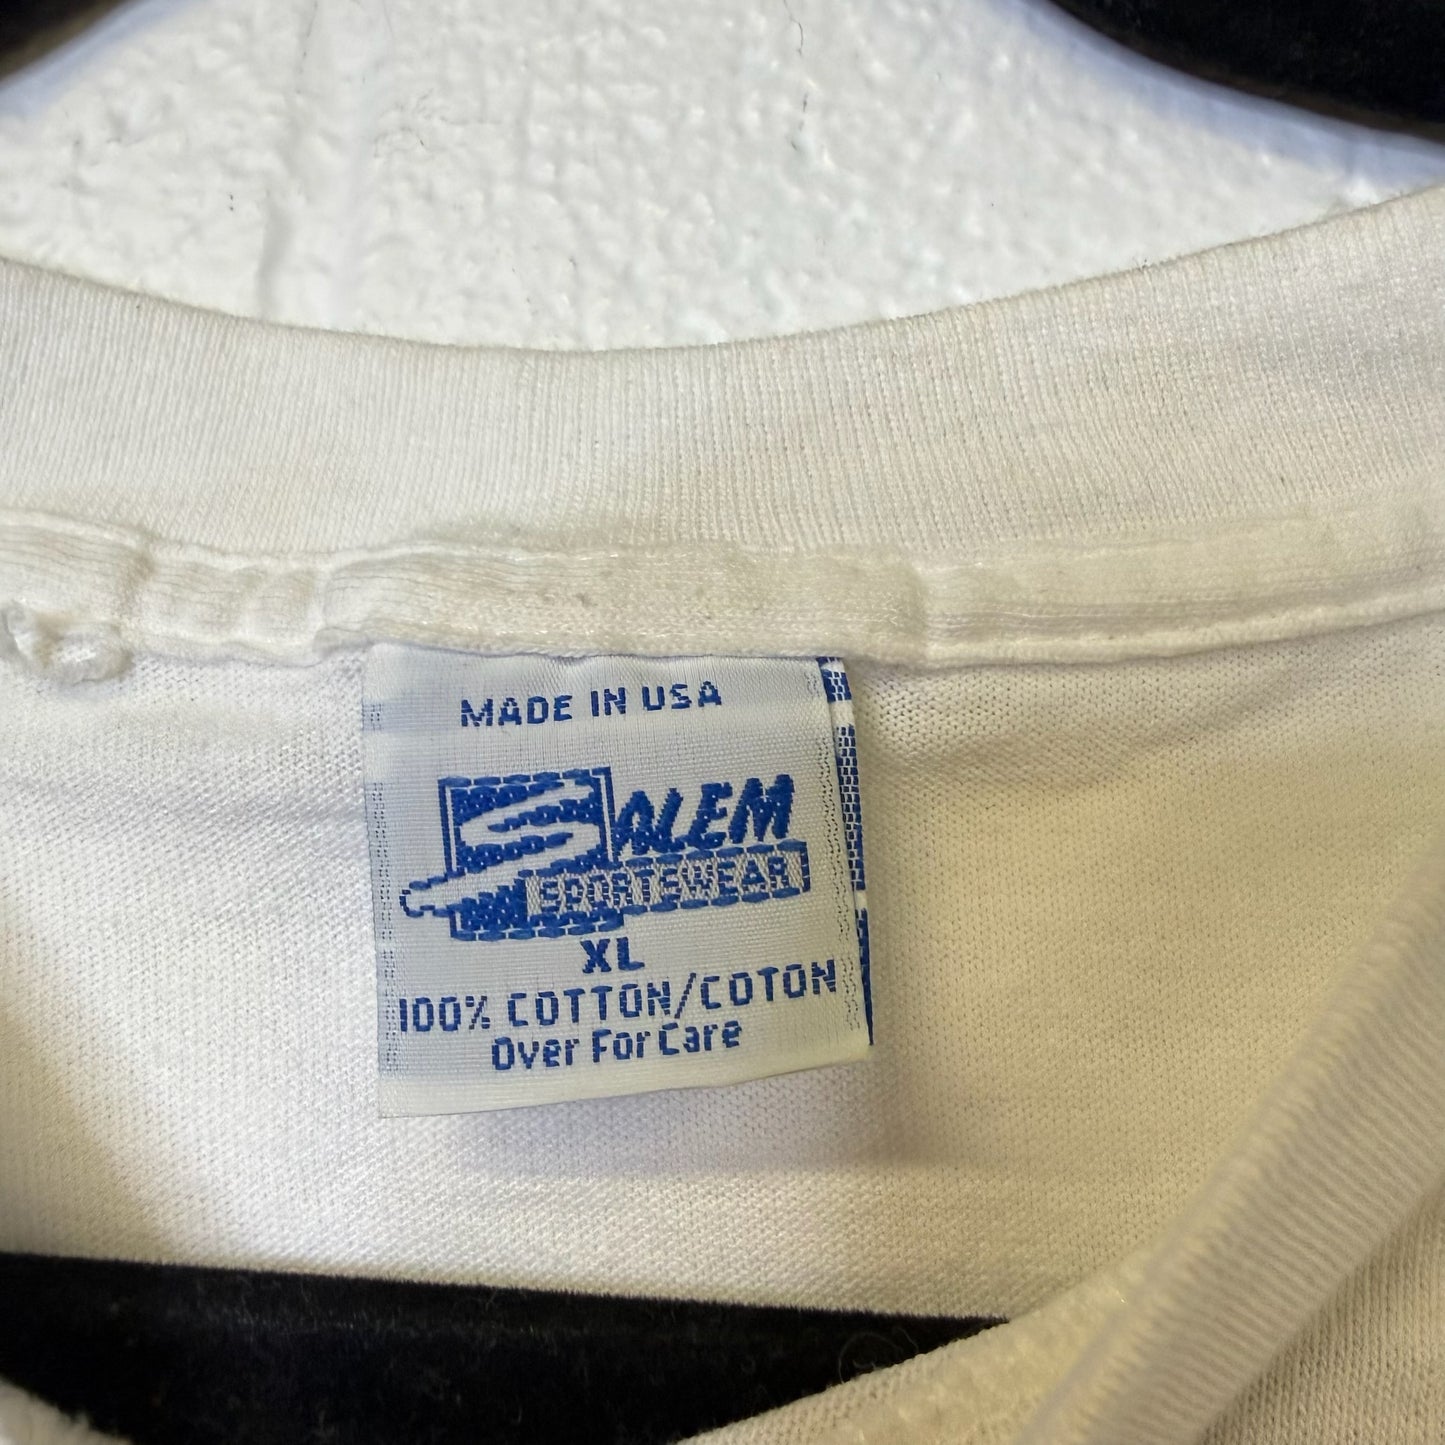 MADE IN USA
SALEM
SPORTSWEAR
XL
100% COTTON/COTON
Over For Care